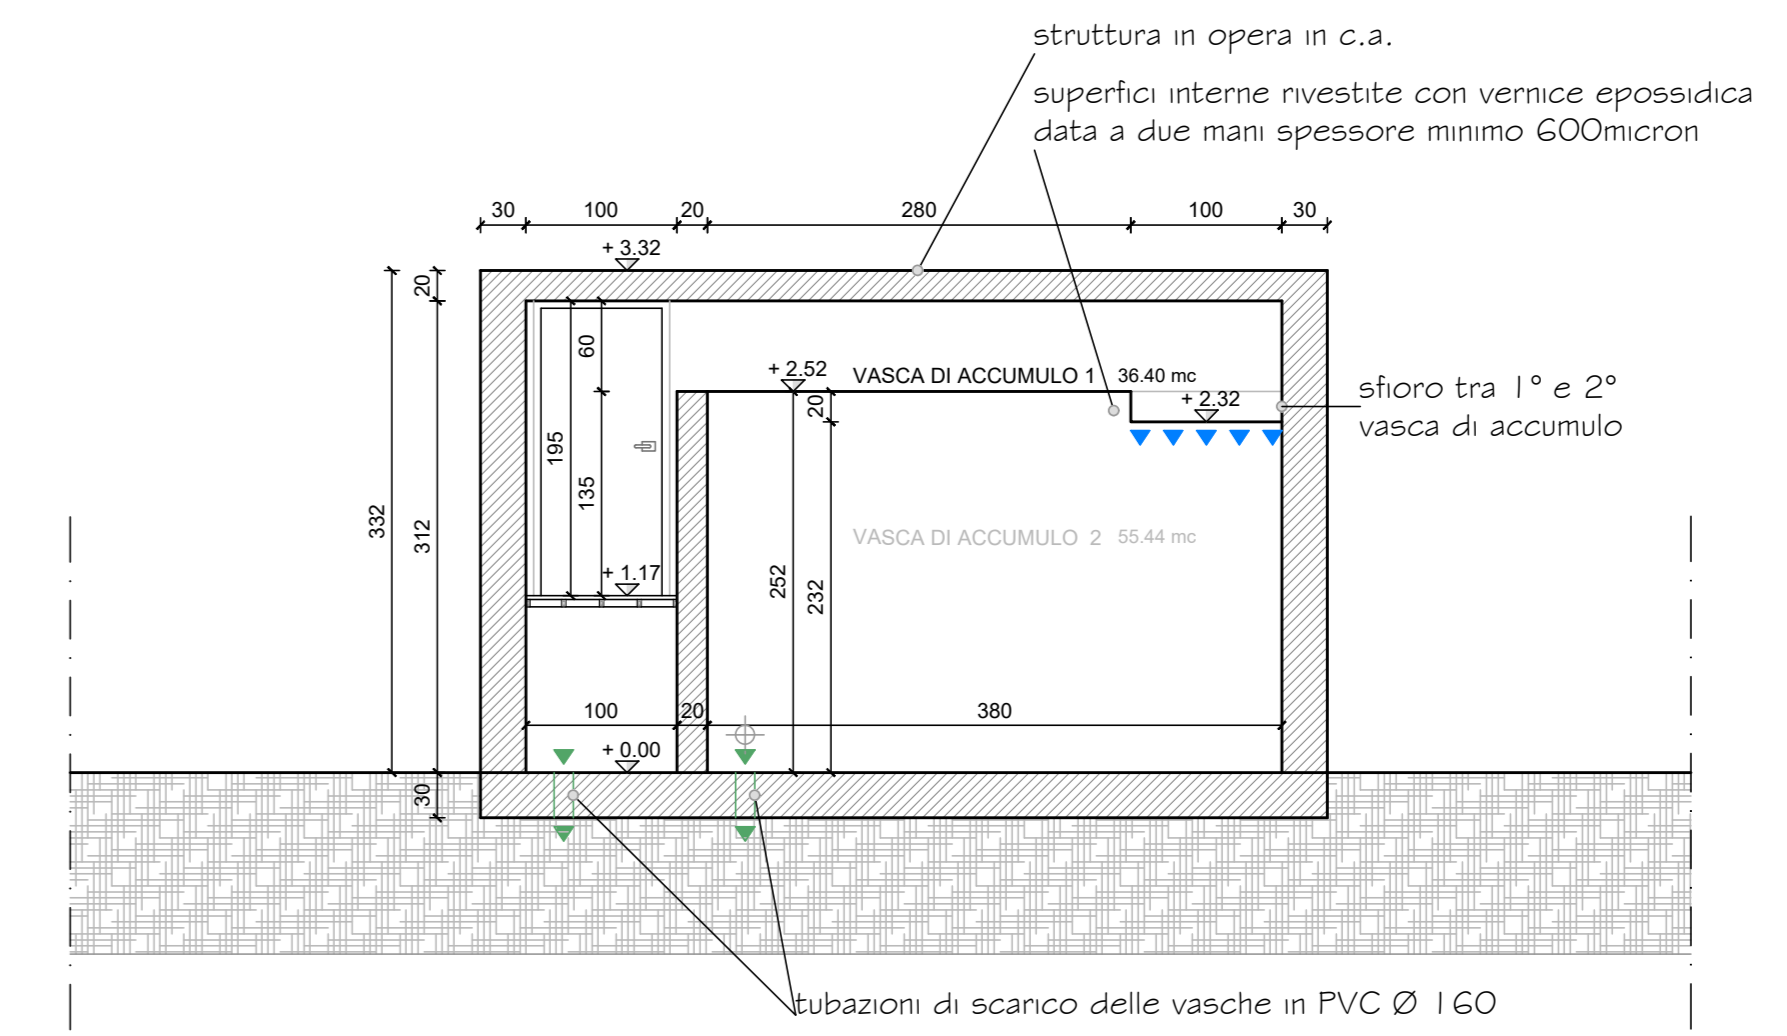 struttura in opera in c.a.
superfici interne rivestite con vernice epossidica
data a due mani spessore minimo 600micron
30 100 20 280 100 30
+ 3.32
20
60
+ 2.52
VASCA DI ACCUMULO 1 36.40 mc
20
+ 2.32
sfioro tra 1° e 2°
vasca di accumulo
195
135
332
312
VASCA DI ACCUMULO 2 55.44 mc
+ 1.17
252
232
100 20 380
+ 0.00
30
tubazioni di scarico delle vasche in PVC Ø 160